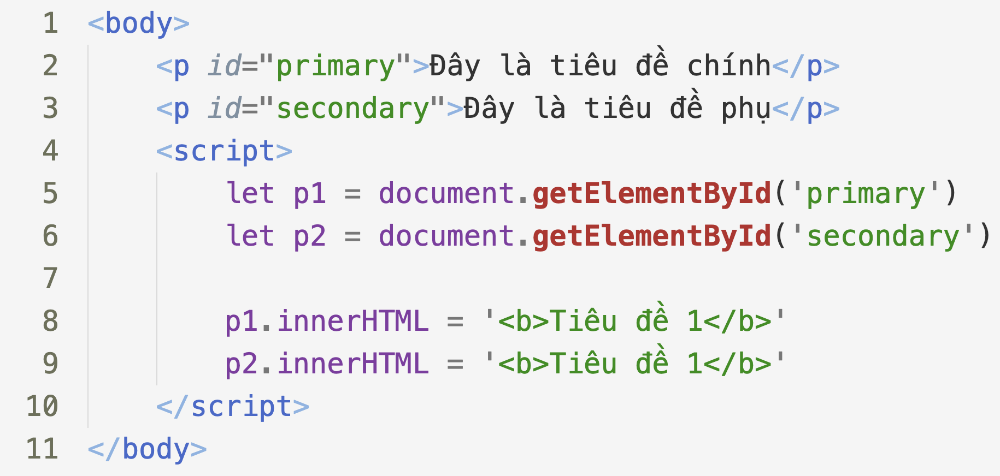 1 <body>
2 <p id="primary">Đây là tiêu đề chính</p>
3 <p id="secondary">Đây là tiêu đề phụ</p>
4 <script>
5 let p1 = document.getElementById('primary')
6 let p2 = document.getElementById('secondary')
7
8 p1.innerHTML = '<b>Tiêu đề 1</b>'
9 p2.innerHTML = '<b>Tiêu đề 1</b>'
10 </script>
11 </body>